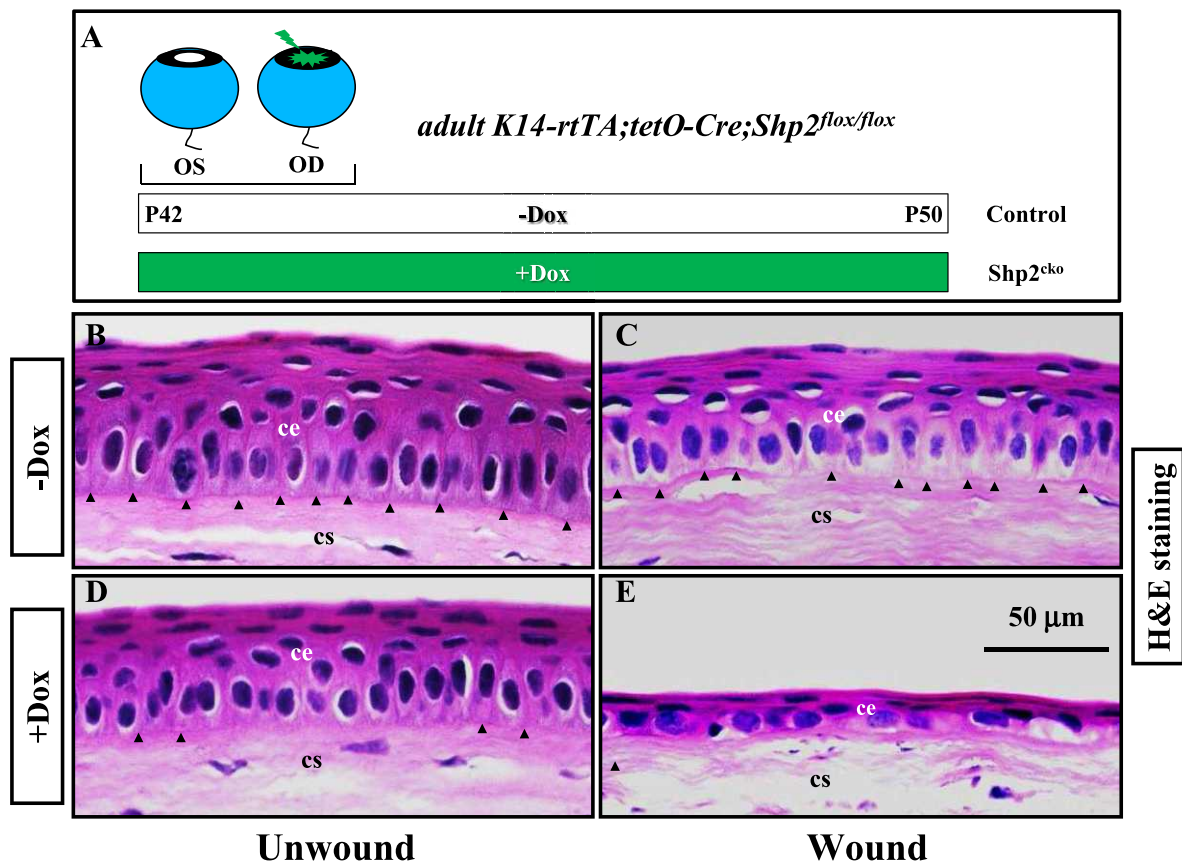 A
OS
OD
adult K14-rtTA;tetO-Cre;Shp2flox/flox
P42
-Dox
P50
Control
+Dox
Shp2cko
B
ce
cs
C
ce
cs
-Dox
D
ce
cs
E
50 μm
ce
cs
+Dox
H&E staining
Unwound
Wound